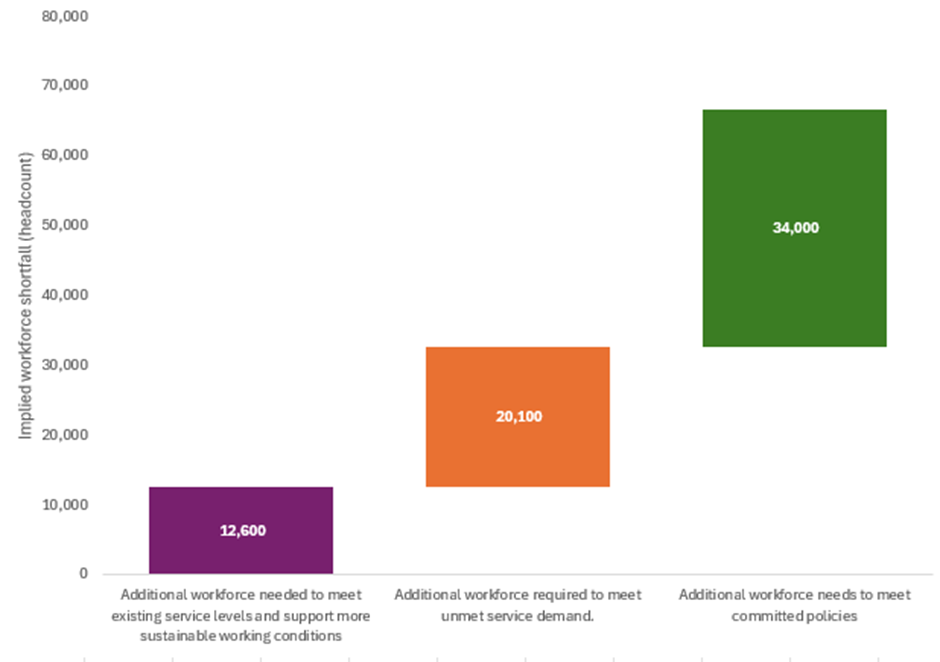 80,000
70,000
60,000
50,000
40,000
30,000
20,000
10,000
0
Implied workforce shortfall (headcount)
12,600
20,100
34,000
Additional workforce needed to meet
existing service levels and support more
sustainable working conditions
Additional workforce required to meet
unmet service demand.
Additional workforce needs to meet
committed policies